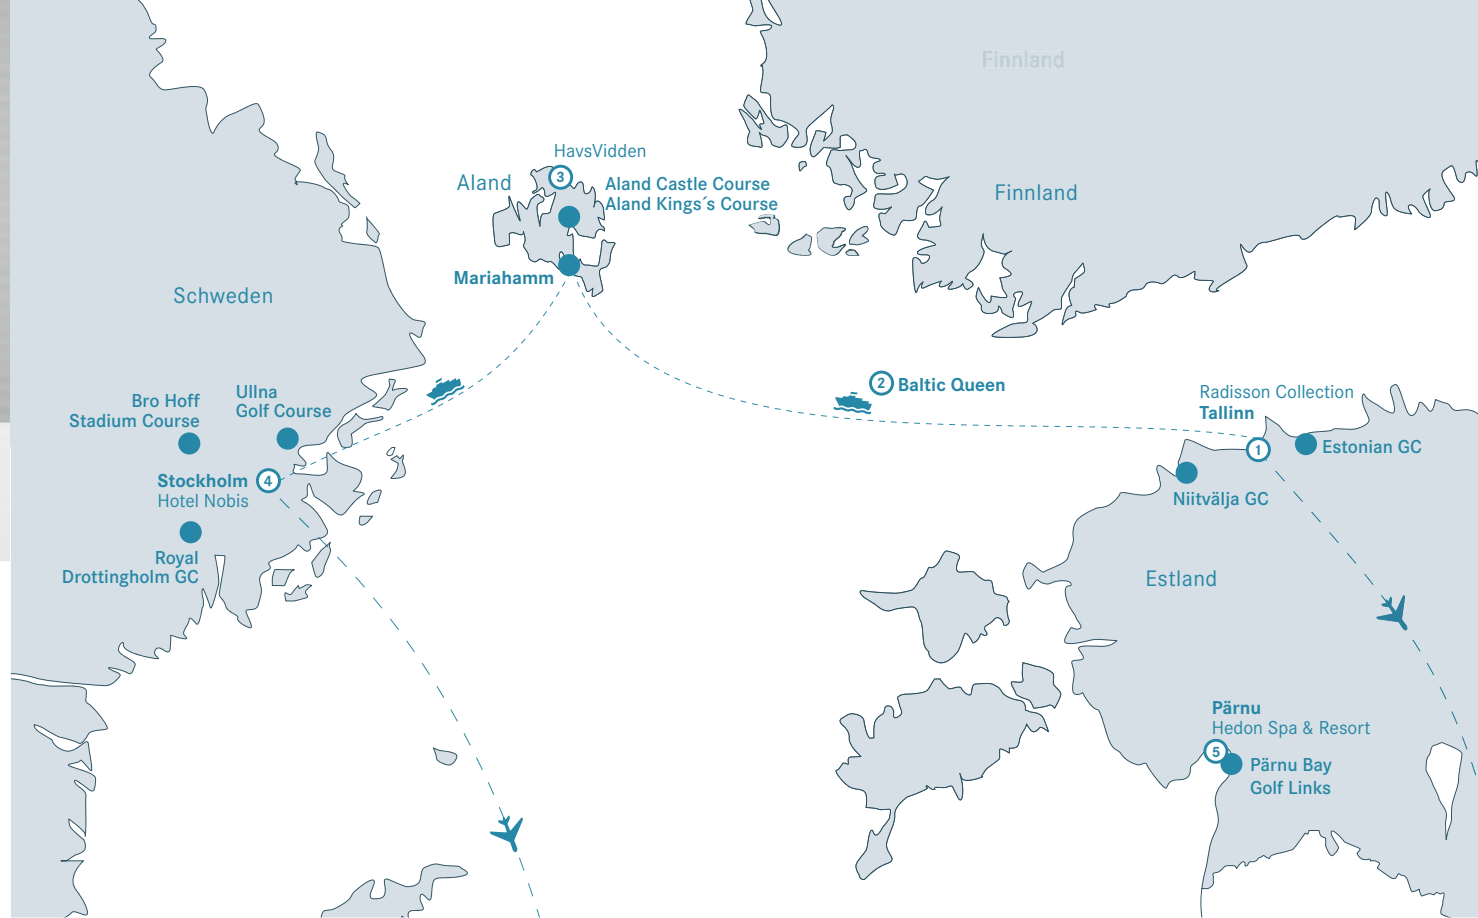 Finnland
HavsVidden
3
Aland
Aland Castle Course
Aland Kings´s Course
Finnland
Mariahamm
Schweden
2 Baltic Queen
Bro Hoff
Stadium Course
Ullna
Golf Course
Radisson Collection
Tallinn
1
Estonian GC
Niitvälja GC
Stockholm
Hotel Nobis
4
Royal
Drottingholm GC
Estland
Pärnu
Hedon Spa & Resort
5
Pärnu Bay
Golf Links